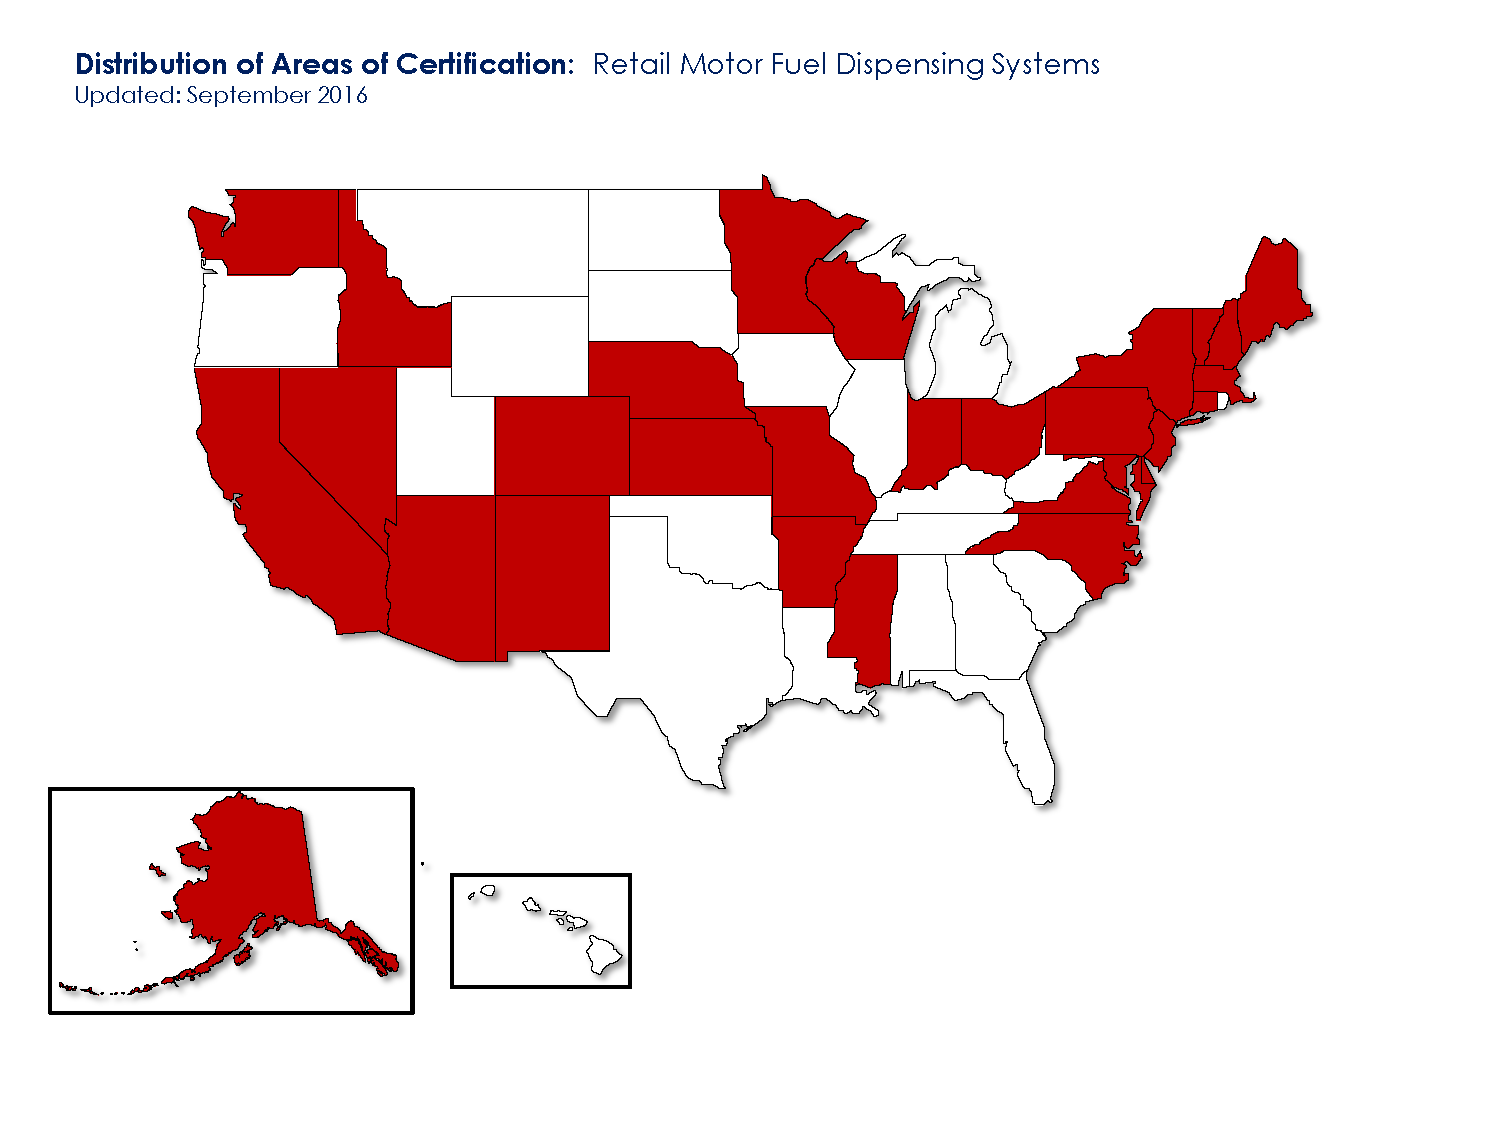 Distribution of Areas of Certification: Retail Motor Fuel Dispensing Systems
Updated: September 2016